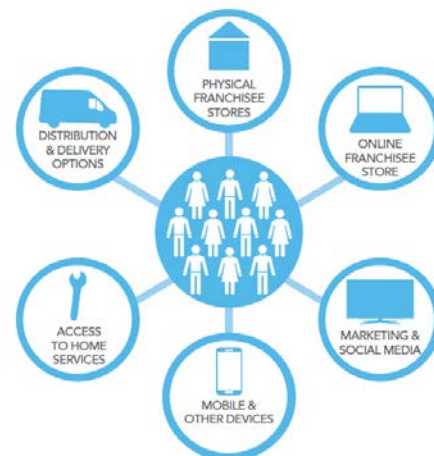 PHYSICAL
FRANCHISEE
STORES
DISTRIBUTION
& DELIVERY
OPTIONS
ONLINE
FRANCHISEE
STORE
ACCESS
TO HOME
SERVICES
MARKETING &
SOCIAL MEDIA
MOBILE &
OTHER DEVICES